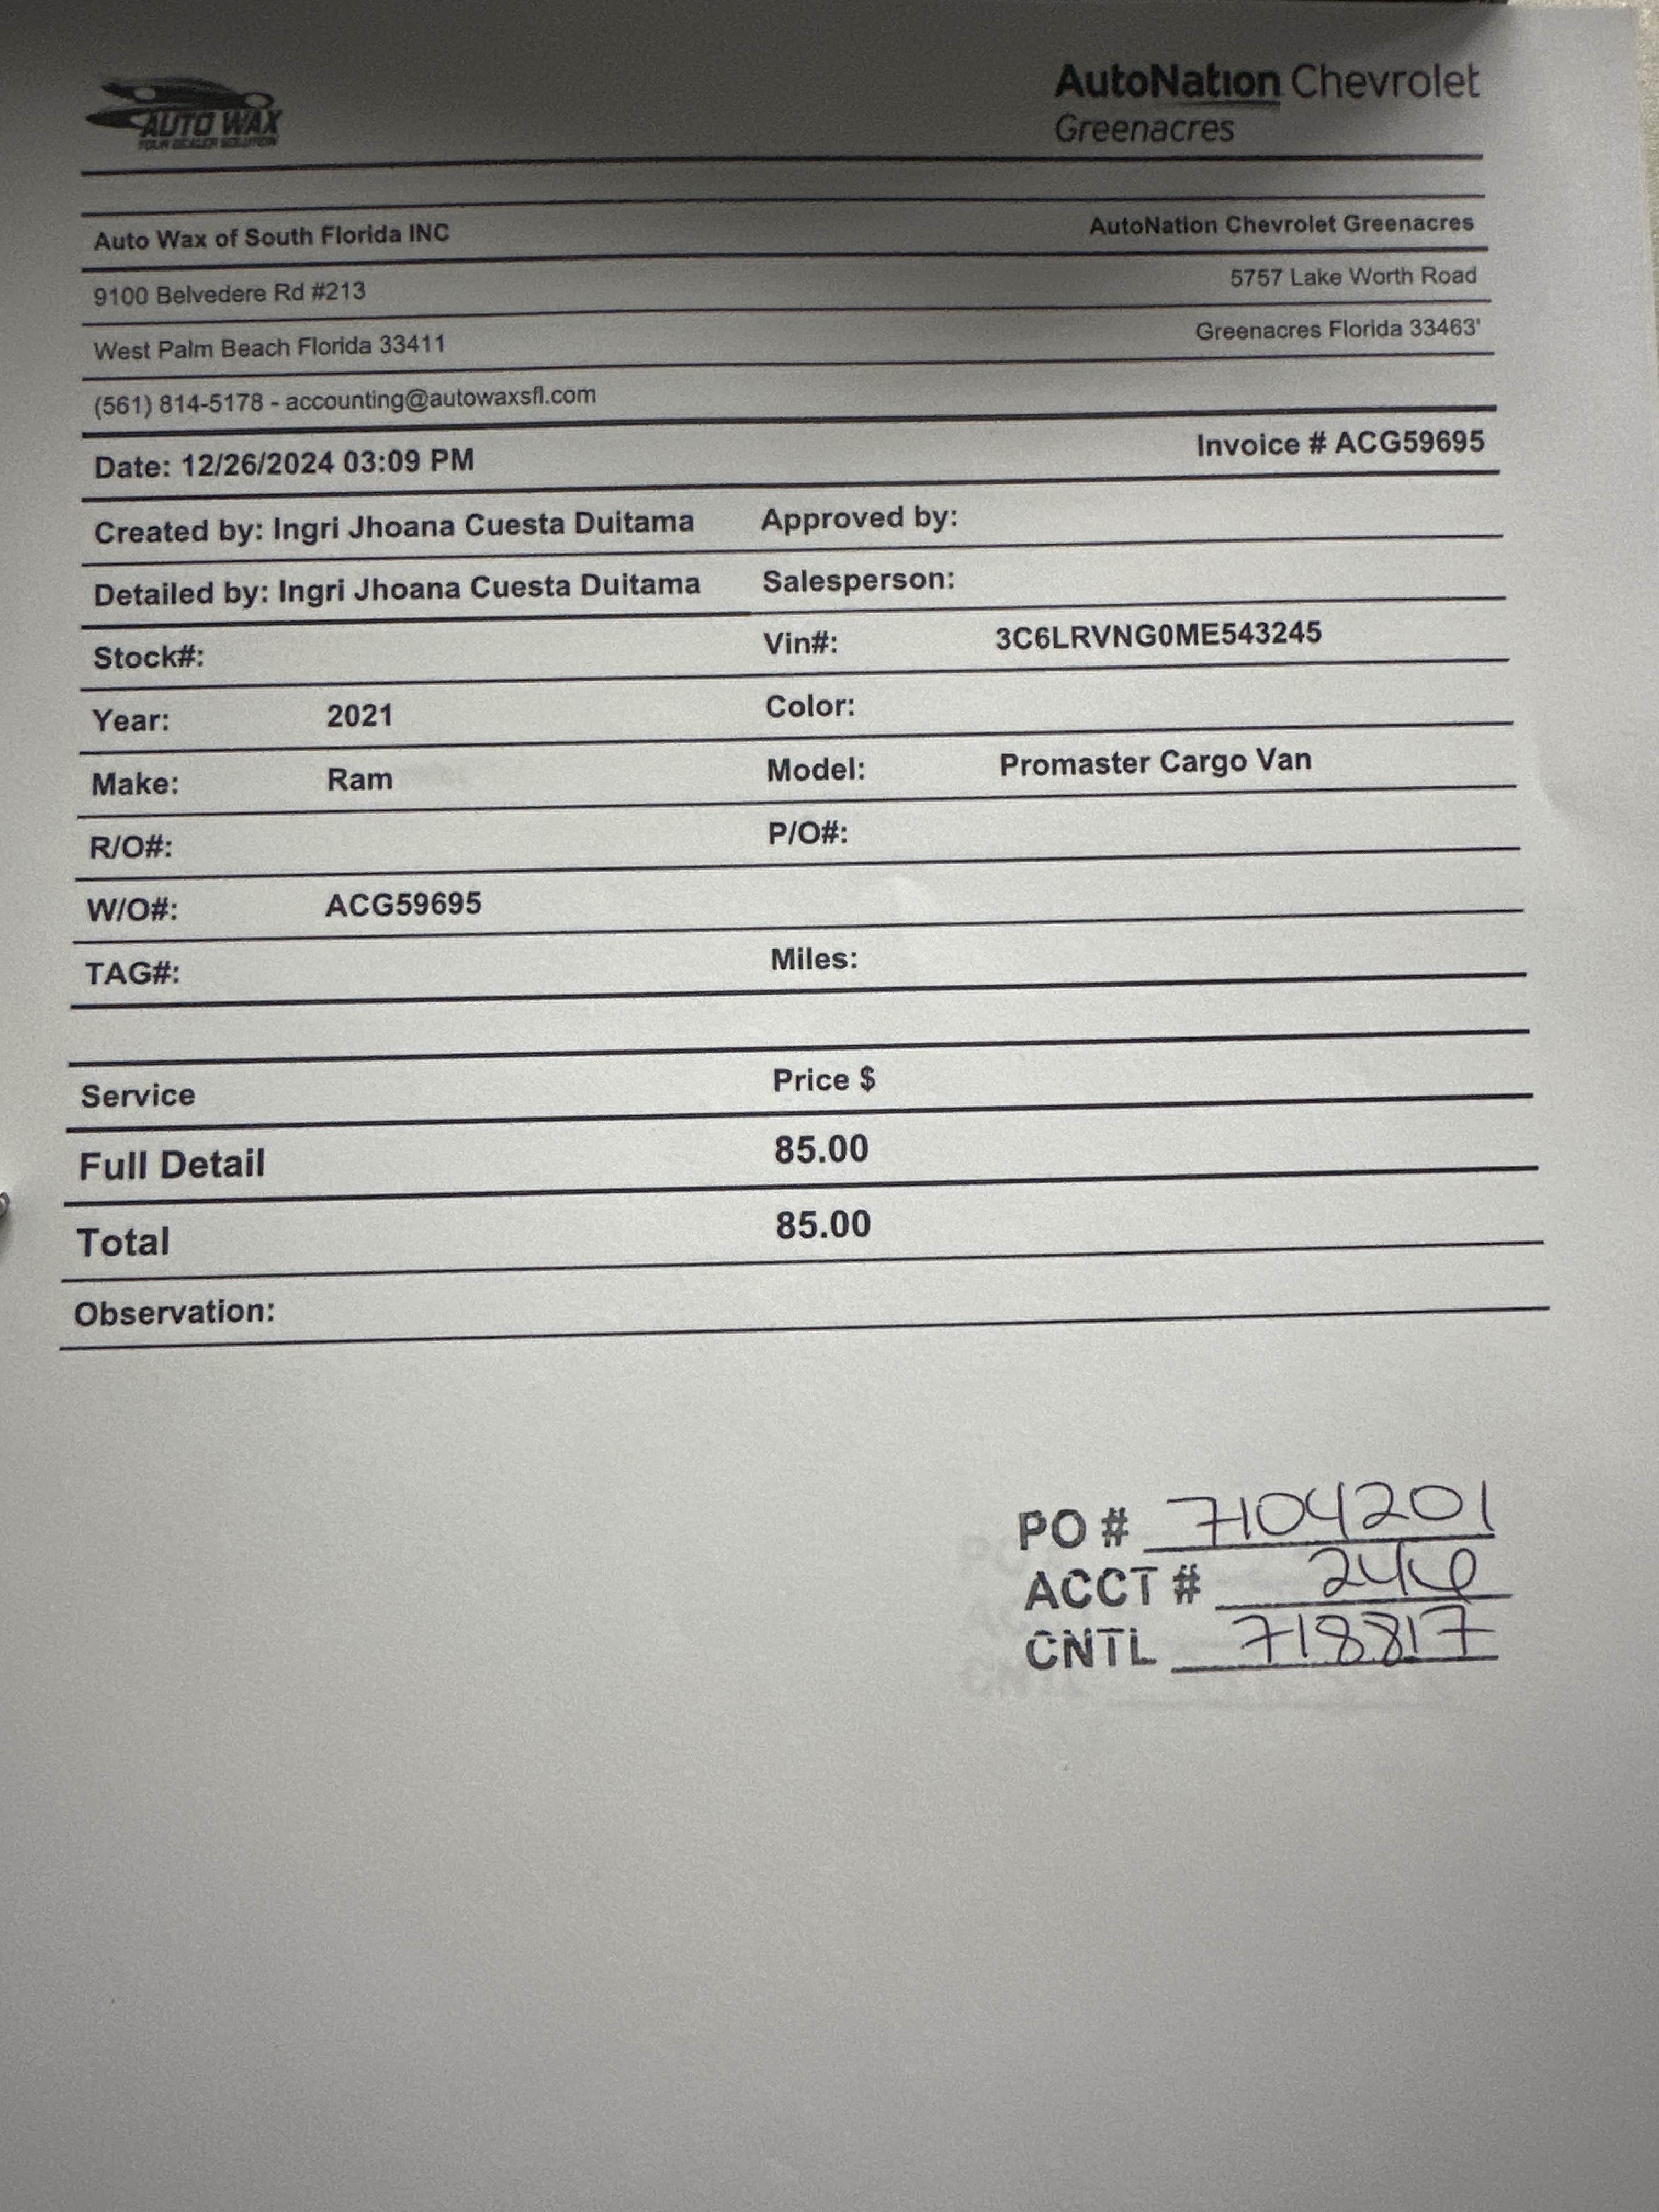 AUTO WAX
YOUR DEALER SOLUTION
AutoNation Chevrolet
Greenacres
Auto Wax of South Florida INC AutoNation Chevrolet Greenacres
9100 Belvedere Rd #213 5757 Lake Worth Road
West Palm Beach Florida 33411 Greenacres Florida 33463'
(561) 814-5178 - accounting@autowaxsfl.com
Date: 12/26/2024 03:09 PM Invoice # ACG59695
Created by: Ingri Jhoana Cuesta Duitama Approved by:
Detailed by: Ingri Jhoana Cuesta Duitama Salesperson:
Stock#: Vin#: 3C6LRVNG0ME543245
Year: 2021 Color:
Make: Ram Model: Promaster Cargo Van
R/O#: P/O#:
W/O#: ACG59695
TAG#: Miles:
Service Price $
Full Detail 85.00
Total 85.00
Observation:
PO # 7104201
ACCT # 246
CNTL 718817